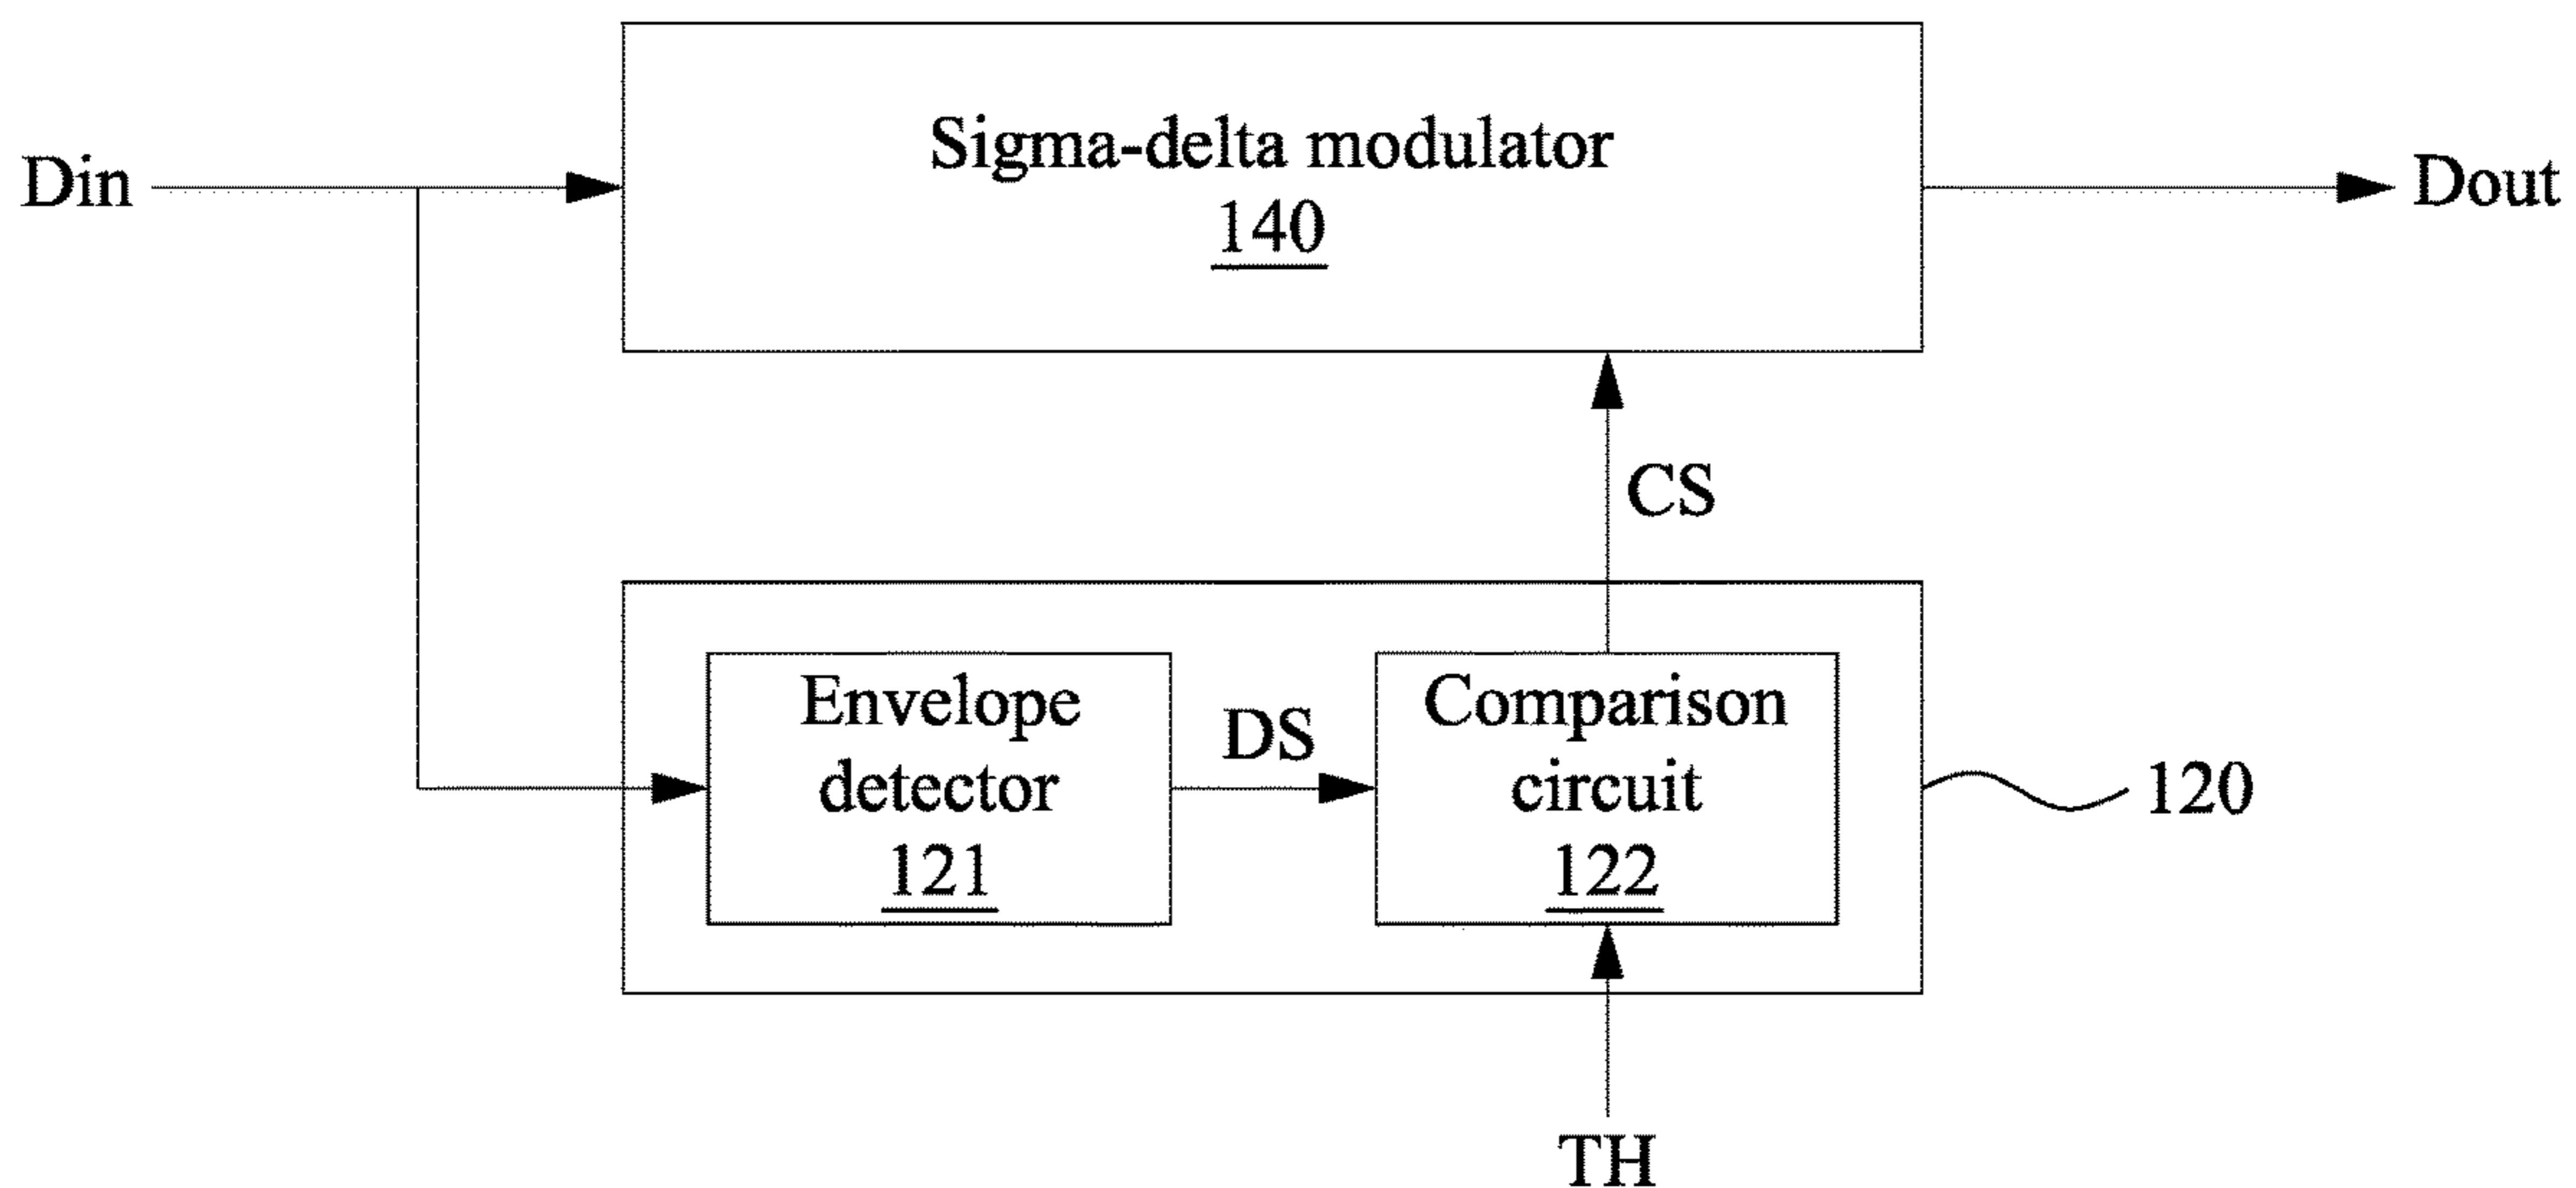 Sigma-delta modulator
140
Din
Dout
CS
Envelope
detector
121
DS
Comparison
circuit
122
120
TH